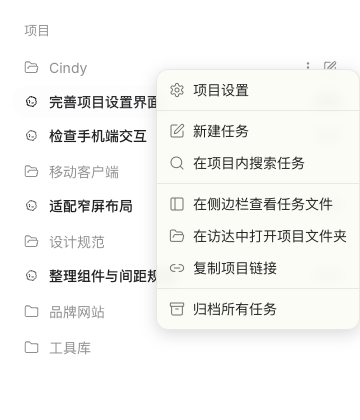 项目
Cindy
完善项目设置界面
检查手机端交互
移动客户端
适配窄屏布局
设计规范
整理组件与间距规
品牌网站
工具库
项目设置
新建任务
在项目内搜索任务
在侧边栏查看任务文件
在访达中打开项目文件夹
复制项目链接
归档所有任务